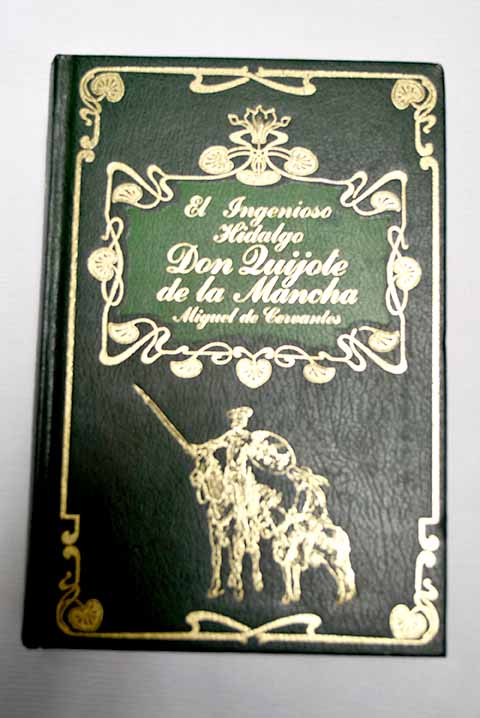 El Ingenioso
Hidalgo
Don Quijote
de la Mancha
Miguel de Cervantes